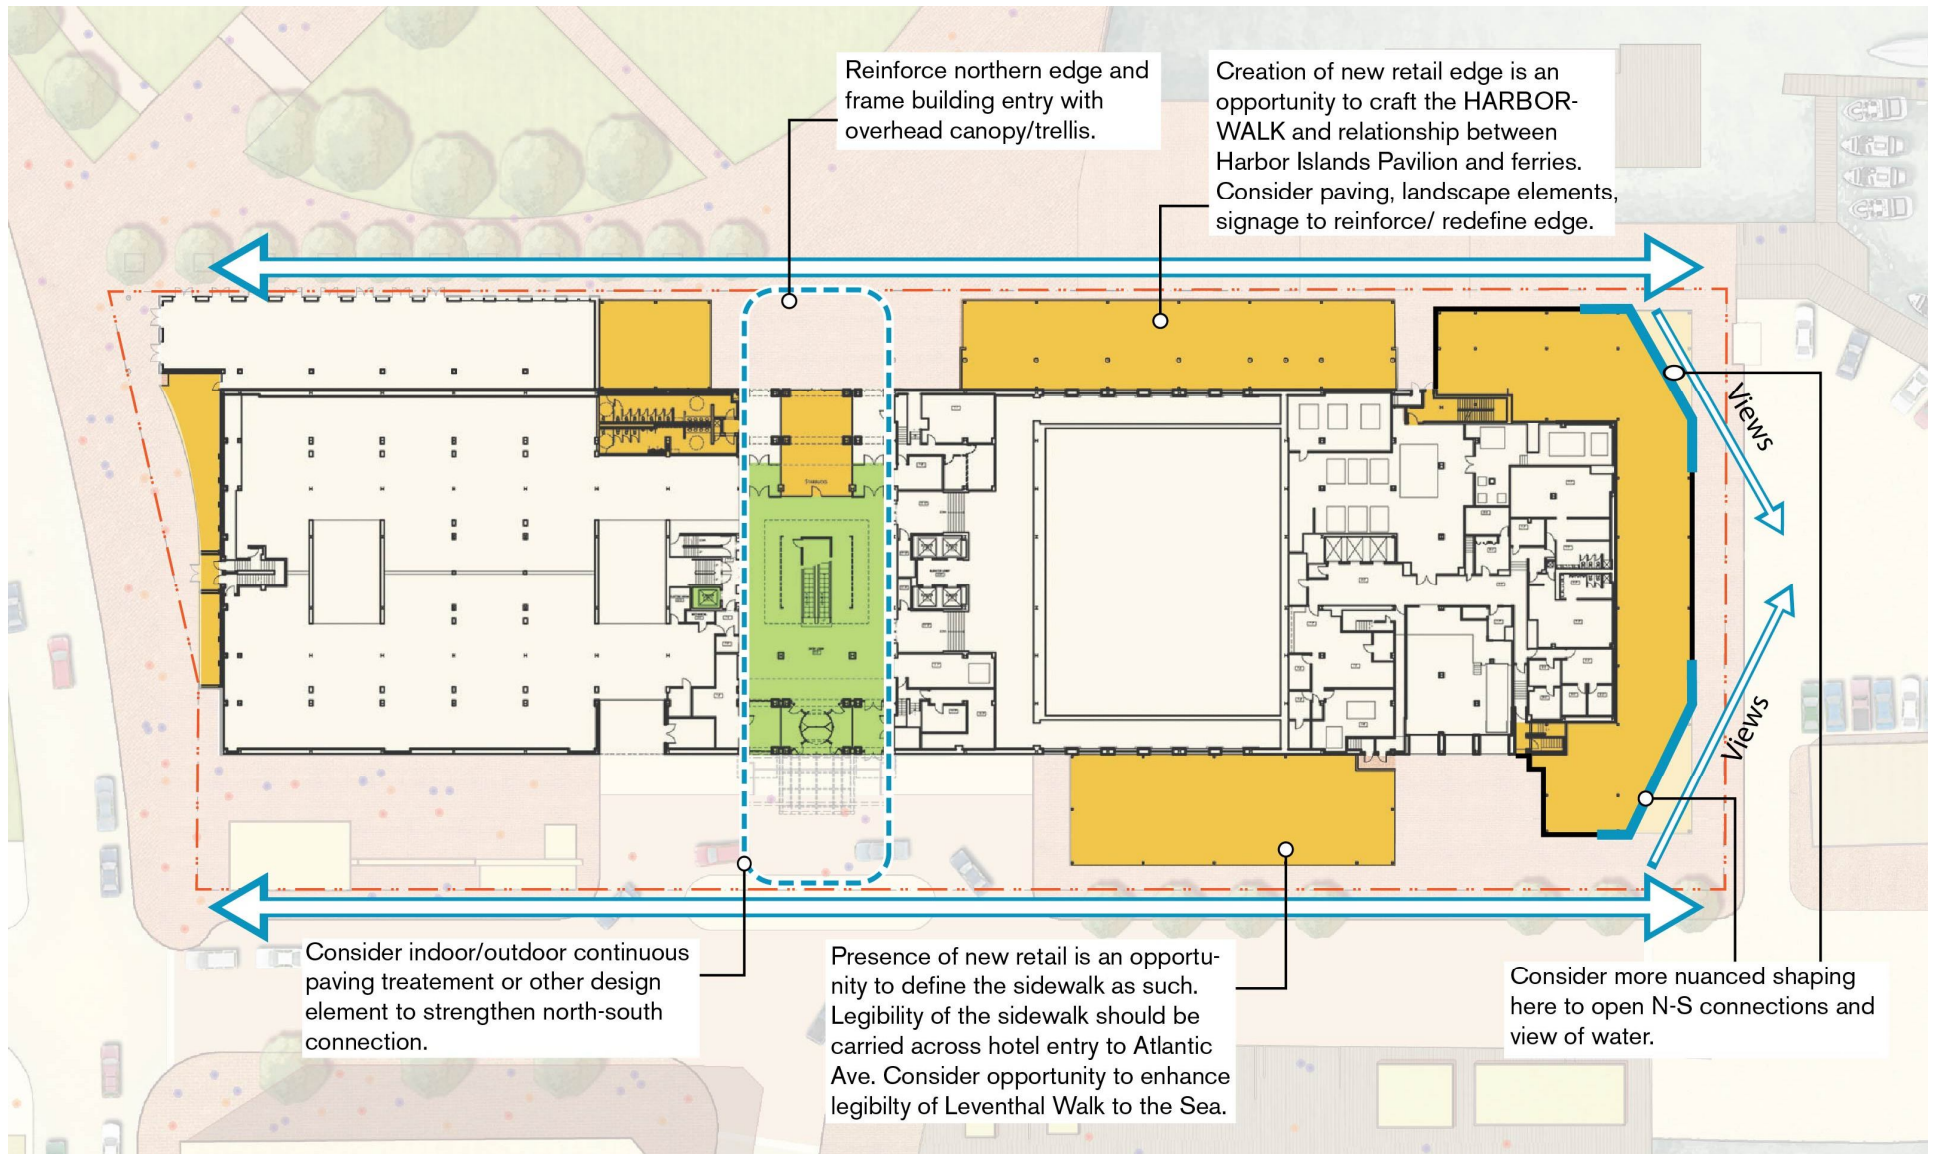 Reinforce northern edge and
frame building entry with
overhead canopy/trellis.
Creation of new retail edge is an
opportunity to craft the HARBOR-
WALK and relationship between
Harbor Islands Pavilion and ferries.
Consider paving, landscape elements,
signage to reinforce/ redefine edge.
Views
Views
Consider indoor/outdoor continuous
paving treatement or other design
element to strengthen north-south
connection.
Presence of new retail is an opportu-
nity to define the sidewalk as such.
Legibility of the sidewalk should be
carried across hotel entry to Atlantic
Ave. Consider opportunity to enhance
legibilty of Leventhal Walk to the Sea.
Consider more nuanced shaping
here to open N-S connections and
view of water.